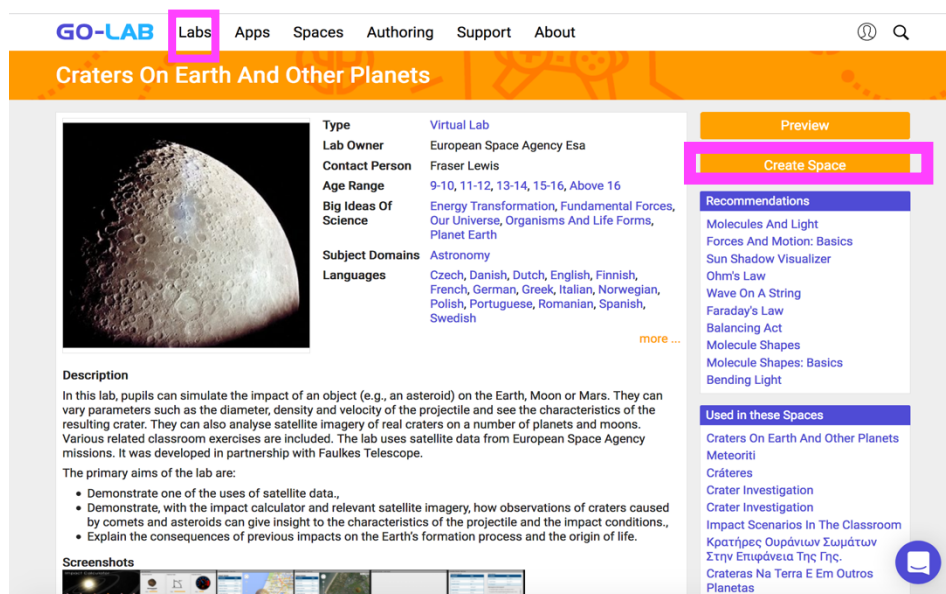 GO-LAB Labs Apps Spaces Authoring Support About
Craters On Earth And Other Planets
Type Virtual Lab
Lab Owner European Space Agency Esa
Contact Person Fraser Lewis
Age Range 9-10, 11-12, 13-14, 15-16, Above 16
Big Ideas Of Science Energy Transformation, Fundamental Forces,
Our Universe, Organisms And Life Forms,
Planet Earth
Subject Domains Astronomy
Languages Czech, Danish, Dutch, English, Finnish,
French, German, Greek, Italian, Norwegian,
Polish, Portuguese, Romanian, Spanish,
Swedish
more ...
Description
In this lab, pupils can simulate the impact of an object (e.g., an asteroid) on the Earth, Moon or Mars. They can
vary parameters such as the diameter, density and velocity of the projectile and see the characteristics of the
resulting crater. They can also analyse satellite imagery of real craters on a number of planets and moons.
Various related classroom exercises are included. The lab uses satellite data from European Space Agency
missions. It was developed in partnership with Faulkes Telescope.
The primary aims of the lab are:
• Demonstrate one of the uses of satellite data.,
• Demonstrate, with the impact calculator and relevant satellite imagery, how observations of craters caused
by comets and asteroids can give insight to the characteristics of the projectile and the impact conditions.,
• Explain the consequences of previous impacts on the Earth's formation process and the origin of life.
Screenshots
Preview
Create Space
Recommendations
Molecules And Light
Forces And Motion: Basics
Sun Shadow Visualizer
Ohm's Law
Wave On A String
Faraday's Law
Balancing Act
Molecule Shapes
Molecule Shapes: Basics
Bending Light
Used in these Spaces
Craters On Earth And Other Planets
Meteoriti
Cráteres
Crater Investigation
Crater Investigation
Impact Scenarios In The Classroom
Κρατήρες Ουράνιων Σωμάτων
Στην Επιφάνεια Της Γης.
Crateras Na Terra E Em Outros
Planetas